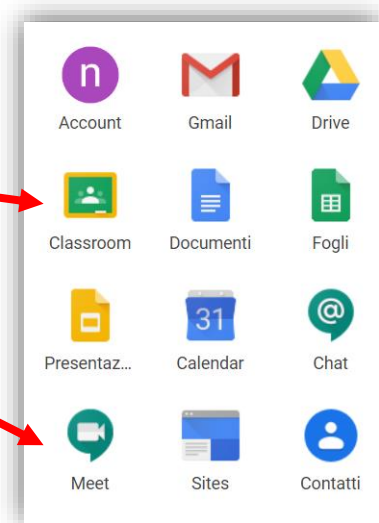 n
Account Gmail Drive
Classroom Documenti Fogli
31 @
Presentaz... Calendar Chat
Meet Sites Contatti